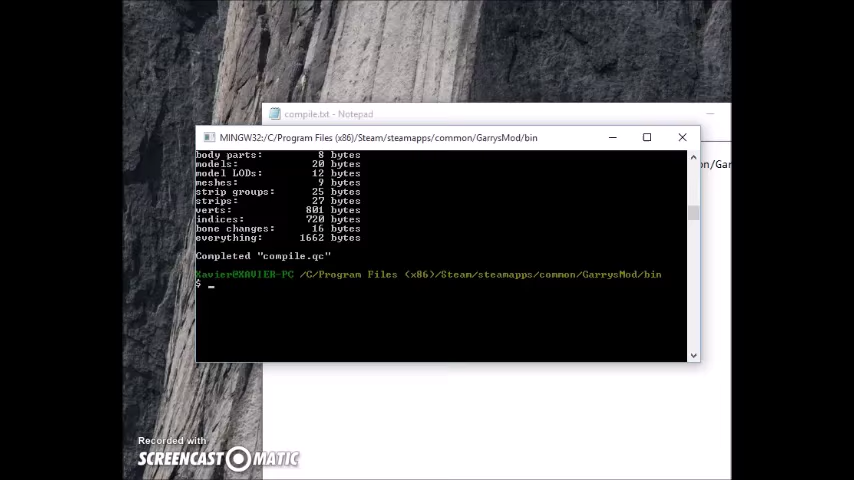 compile.txt - Notepad
MINGW32:/C/Program Files (x86)/Steam/steamapps/common/GarrysMod/bin
on/Gar
body parts: 8 bytes
models: 20 bytes
model LODs: 12 bytes
meshes: 9 bytes
strip groups: 25 bytes
strips: 27 bytes
verts: 801 bytes
indices: 720 bytes
bone changes: 16 bytes
everything: 1662 bytes
Completed "compile.qc"
Xavier@XAVIER-PC /C/Program Files (x86)/Steam/steamapps/common/GarrysMod/bin
$ _
Recorded with
SCREENCAST-O-MATIC